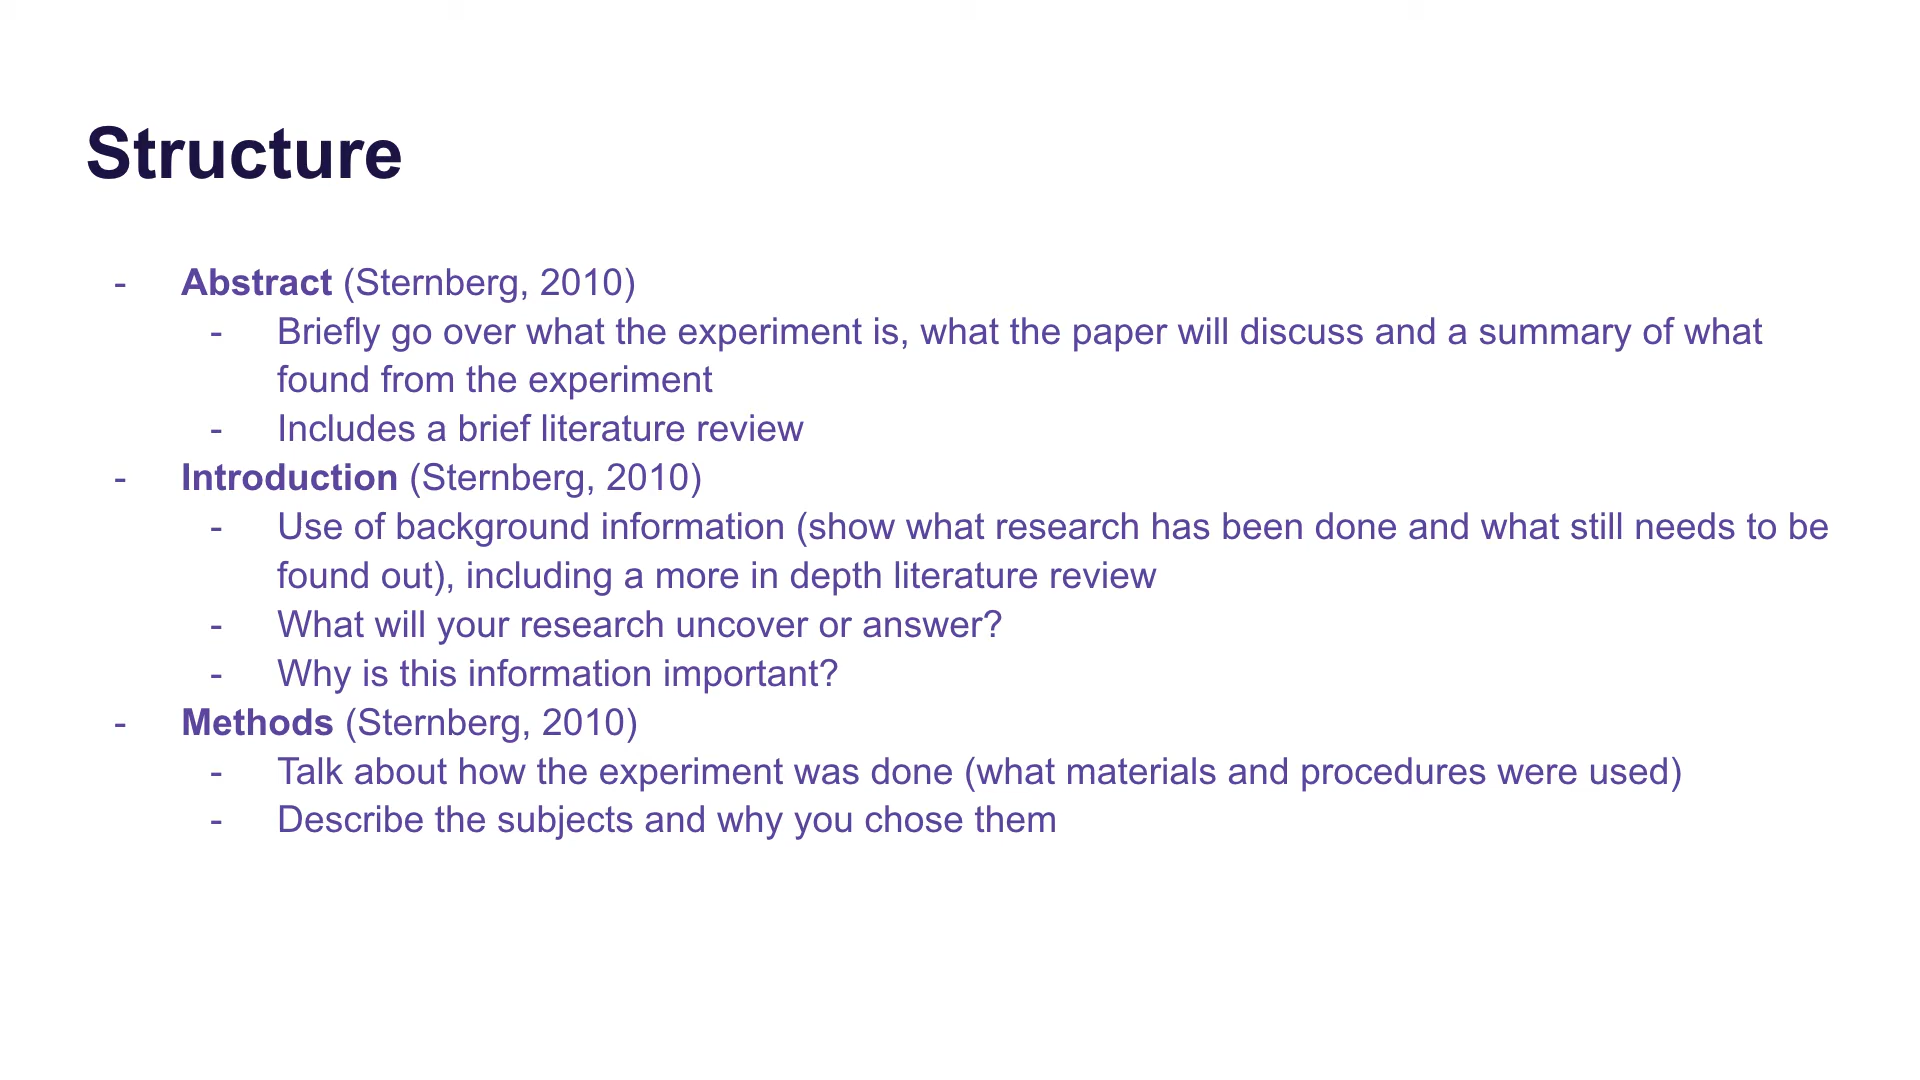 Structure
- Abstract (Sternberg, 2010)
- Briefly go over what the experiment is, what the paper will discuss and a summary of what
found from the experiment
- Includes a brief literature review
- Introduction (Sternberg, 2010)
- Use of background information (show what research has been done and what still needs to be
found out), including a more in depth literature review
- What will your research uncover or answer?
- Why is this information important?
- Methods (Sternberg, 2010)
- Talk about how the experiment was done (what materials and procedures were used)
- Describe the subjects and why you chose them